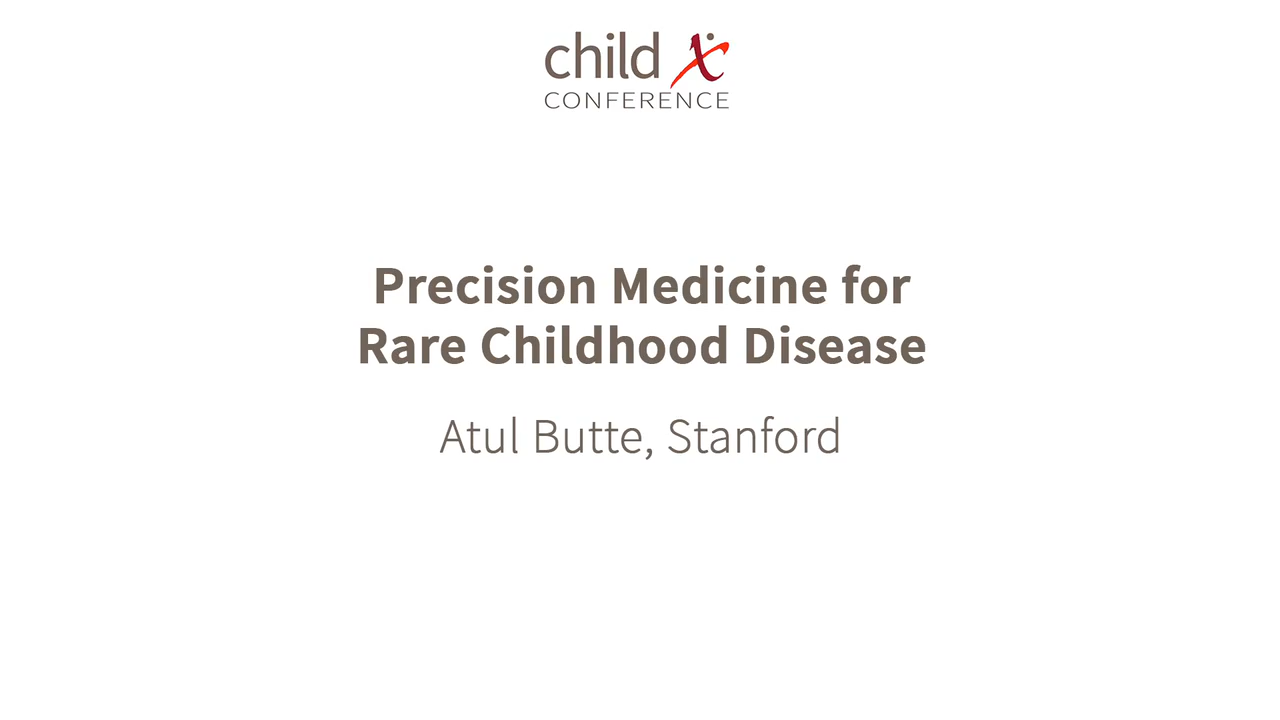 child x
CONFERENCE
Precision Medicine for
Rare Childhood Disease
Atul Butte, Stanford